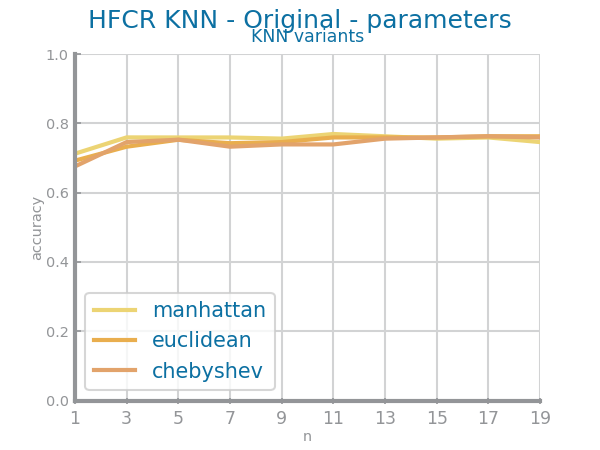 HFCR KNN - Original - parameters
KNN variants
1.0
0.8
0.6
0.4
0.2
0.0
accuracy
manhattan
euclidean
chebyshev
1 3 5 7 9 11 13 15 17 19
n